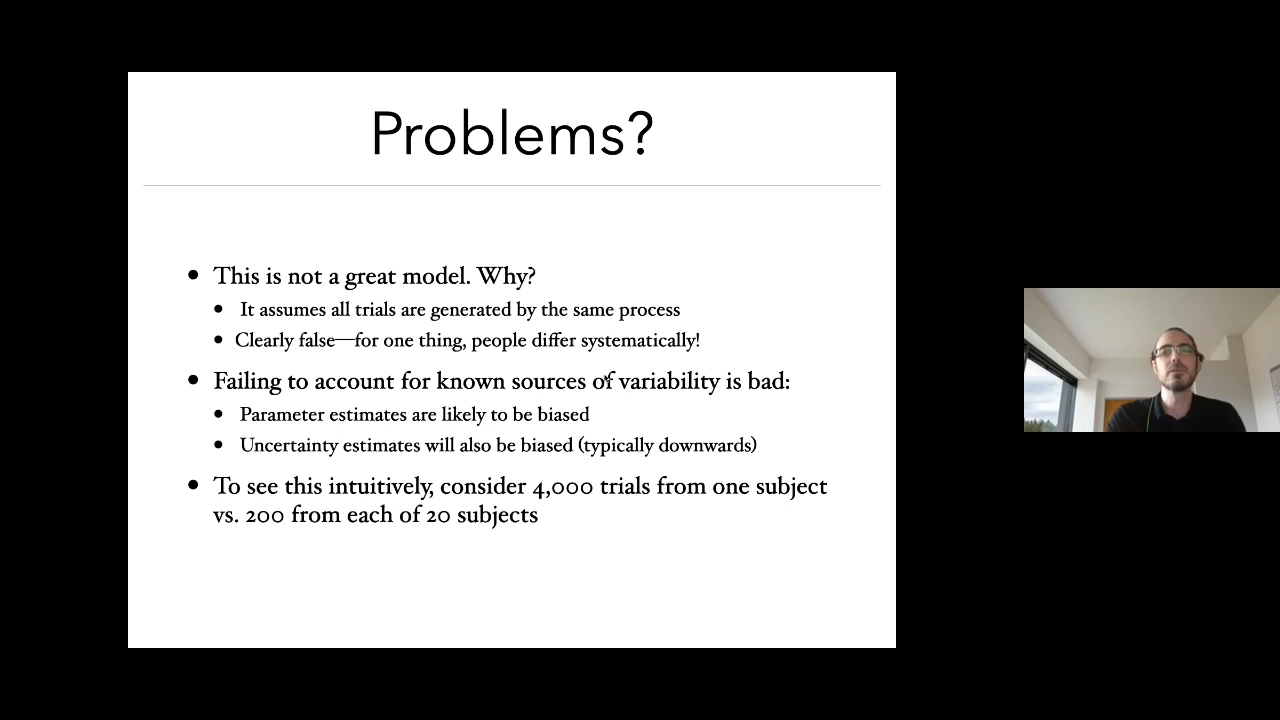 Problems?
This is not a great model. Why?
It assumes all trials are generated by the same process
Clearly false—for one thing, people differ systematically!
Failing to account for known sources of variability is bad:
Parameter estimates are likely to be biased
Uncertainty estimates will also be biased (typically downwards)
To see this intuitively, consider 4,000 trials from one subject
vs. 200 from each of 20 subjects